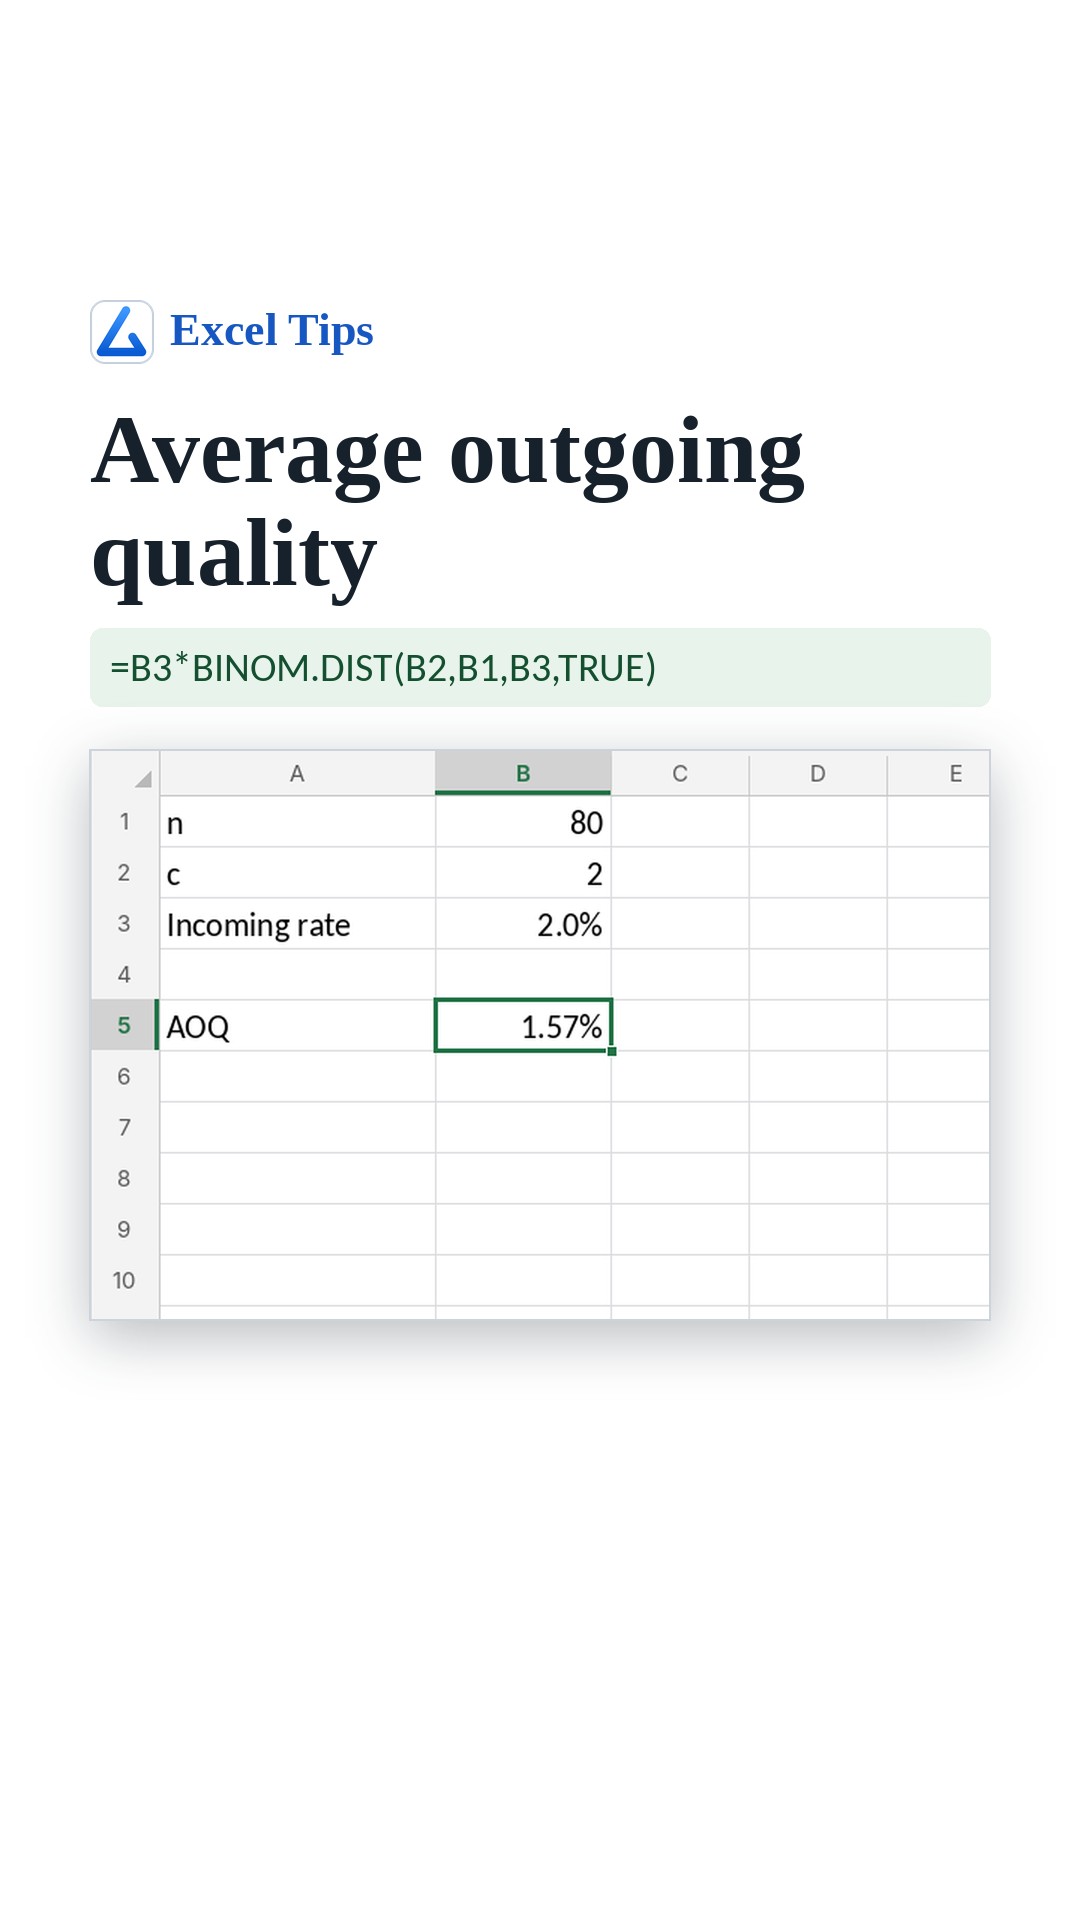 Excel Tips
Average outgoing
quality
=B3*BINOM.DIST(B2,B1,B3,TRUE)
A B C D E
1 n 80
2 c 2
3 Incoming rate 2.0%
4
5 AOQ 1.57%
6
7
8
9
10